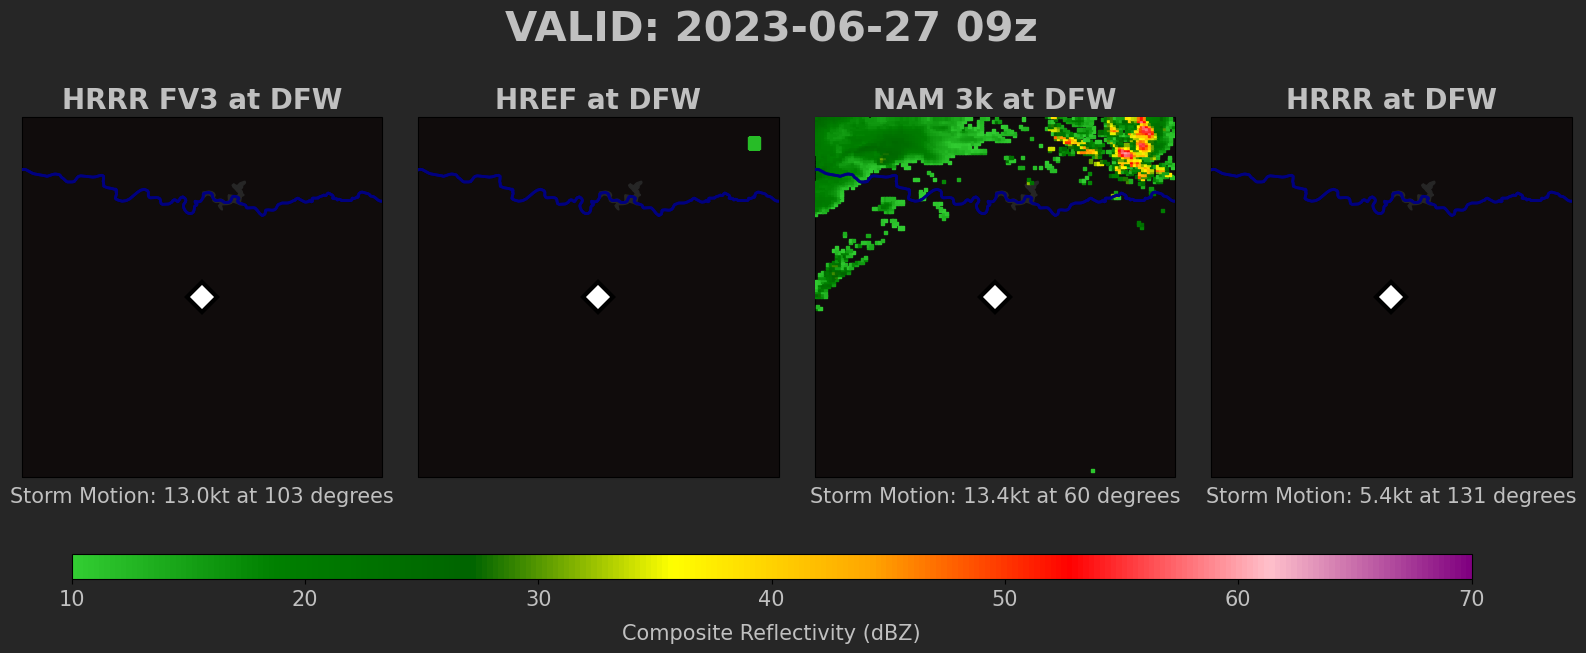 VALID: 2023-06-27 09z
HRRR FV3 at DFW
HREF at DFW
NAM 3k at DFW
HRRR at DFW
Storm Motion: 13.0kt at 103 degrees
Storm Motion: 13.4kt at 60 degrees
Storm Motion: 5.4kt at 131 degrees
10 20 30 40 50 60 70
Composite Reflectivity (dBZ)